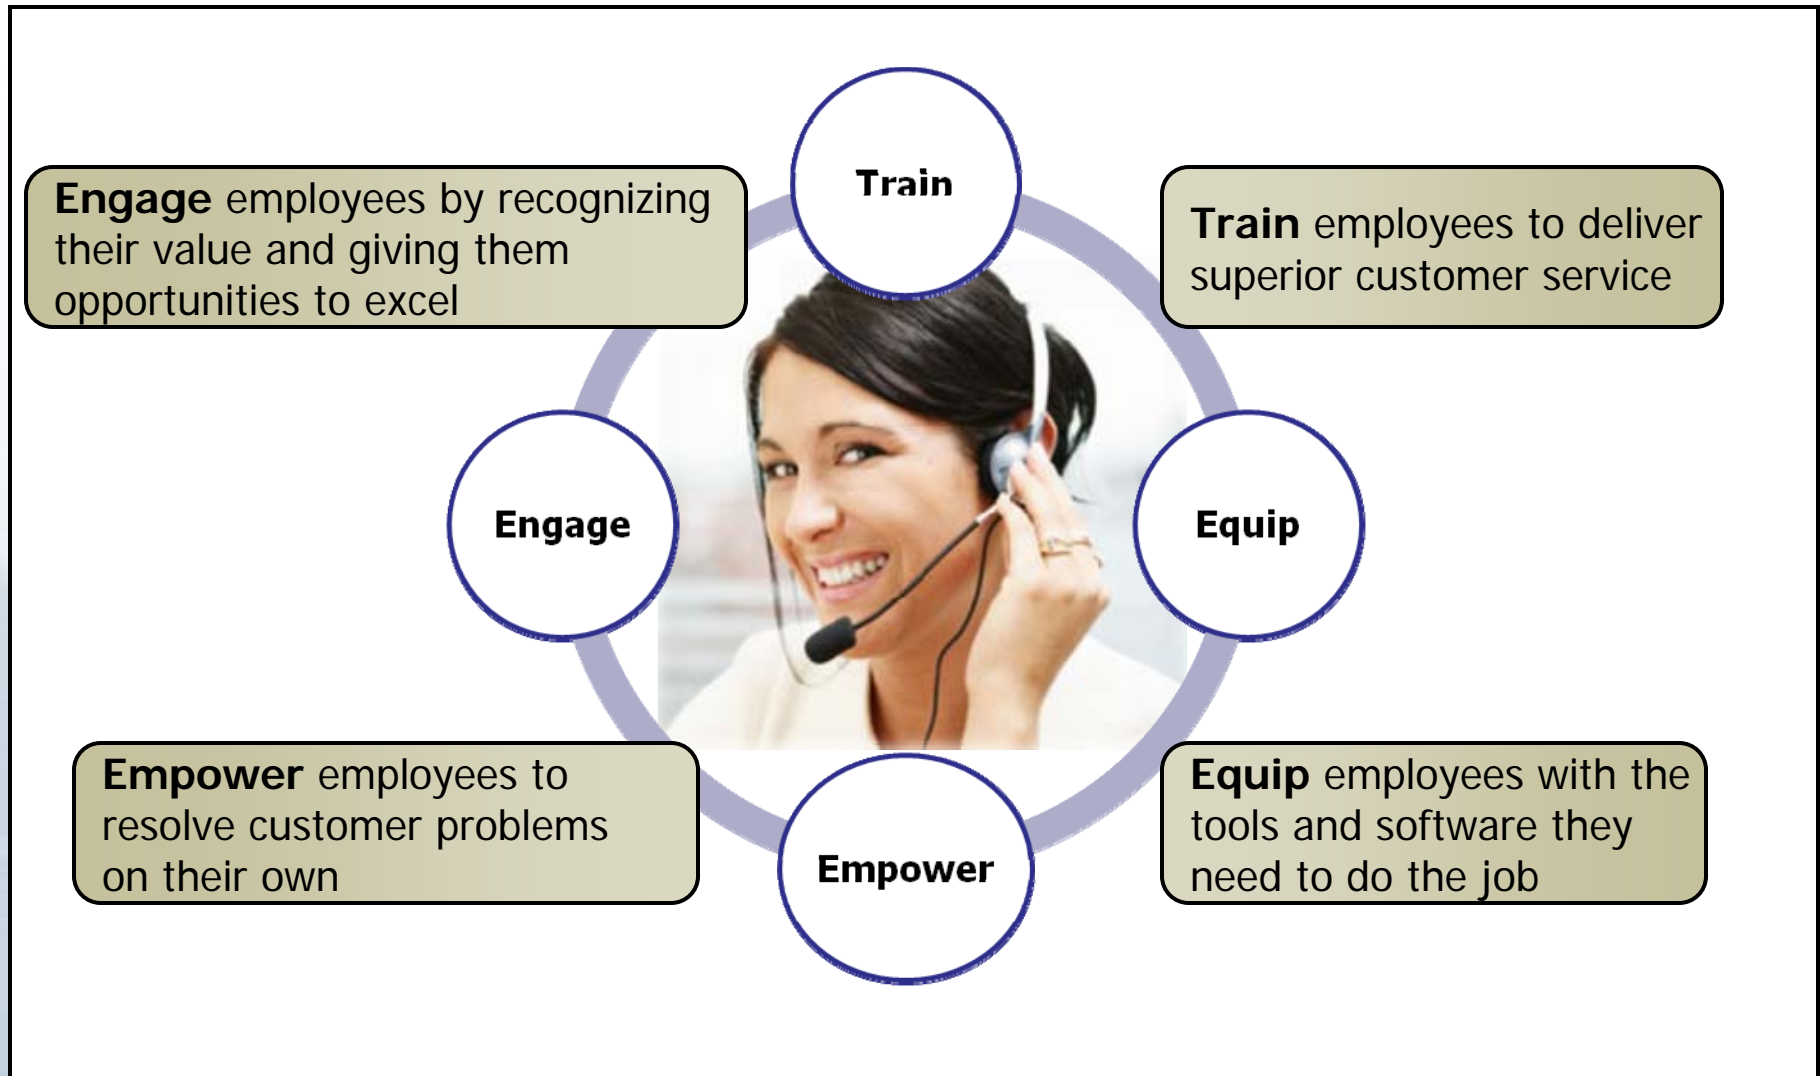 Train
Engage employees by recognizing
their value and giving them
opportunities to excel
Train employees to deliver
superior customer service
Engage
Equip
Empower employees to
resolve customer problems
on their own
Empower
Equip employees with the
tools and software they
need to do the job